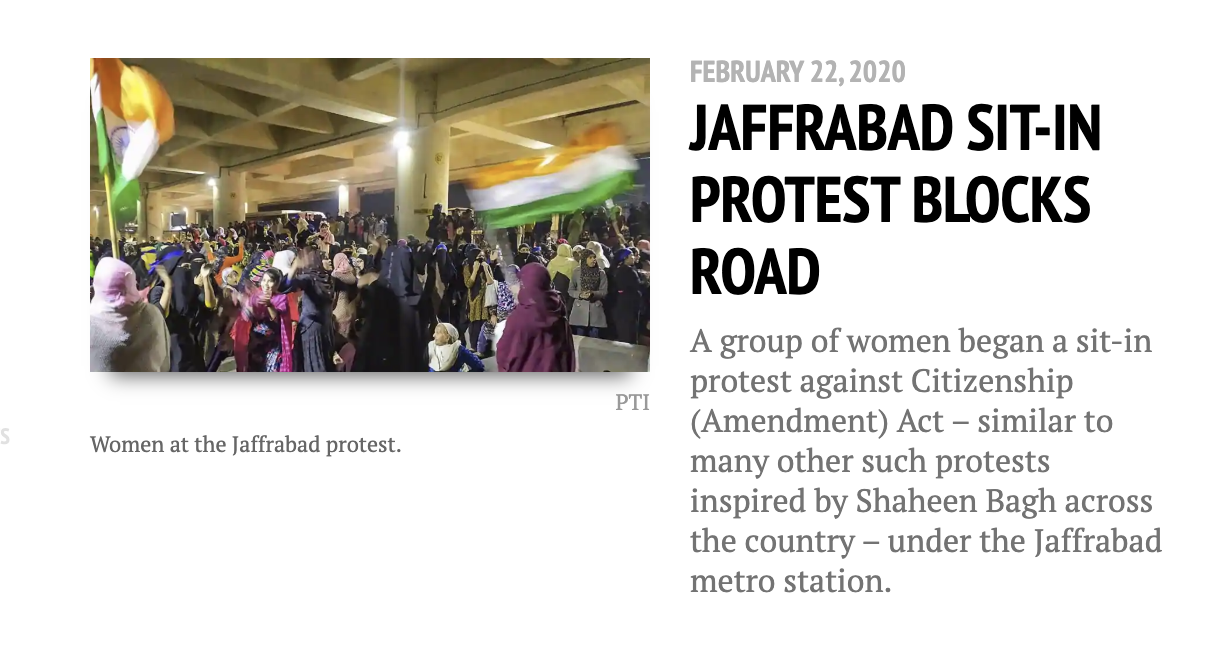 FEBRUARY 22, 2020
JAFFRABAD SIT-IN
PROTEST BLOCKS
ROAD
A group of women began a sit-in
protest against Citizenship
(Amendment) Act – similar to
many other such protests
inspired by Shaheen Bagh across
the country – under the Jaffrabad
metro station.
PTI
S
Women at the Jaffrabad protest.